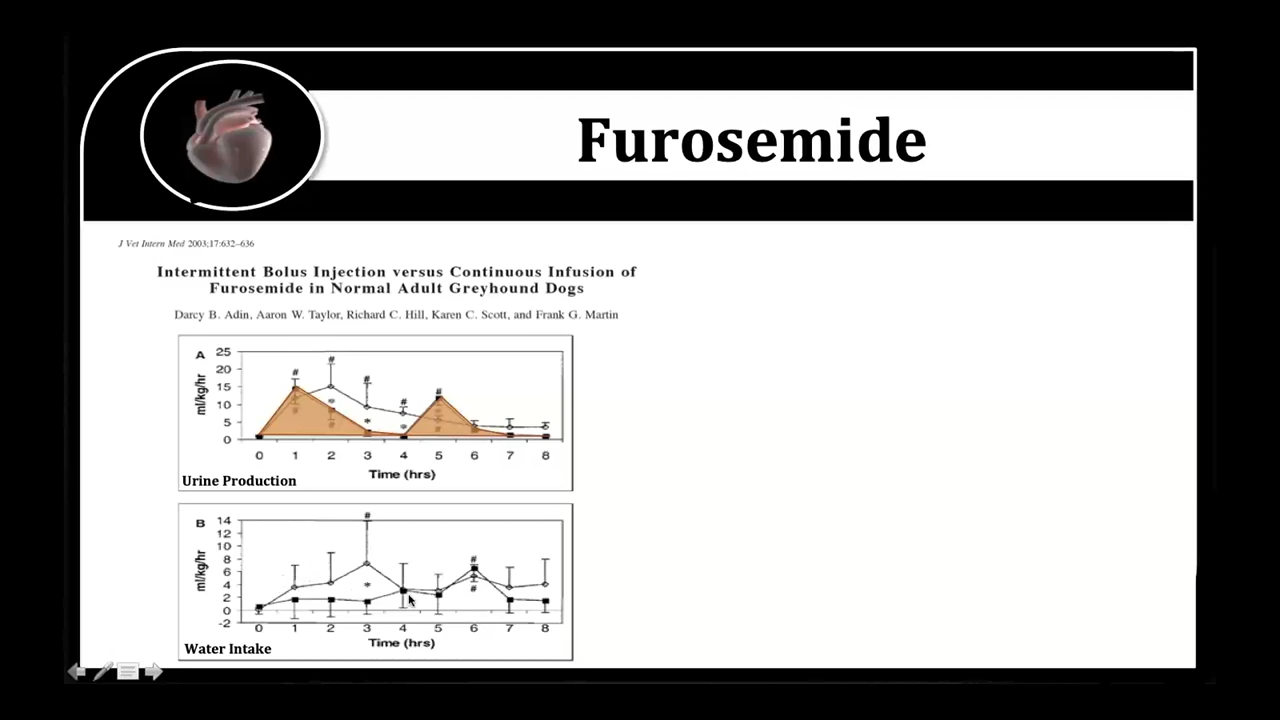 Furosemide
J Vet Intern Med 2003;17:632–636
Intermittent Bolus Injection versus Continuous Infusion of
Furosemide in Normal Adult Greyhound Dogs
Darcy B. Adin, Aaron W. Taylor, Richard C. Hill, Karen C. Scott, and Frank G. Martin
A
ml/kg/hr
25
20
15
10
5
0
# # # # #
* * *
# # #
0 1 2 3 4 5 6 7 8
Time (hrs)
Urine Production
B
ml/kg/hr
14
12
10
8
6
4
2
0
-2
# #
* #
0 1 2 3 4 5 6 7 8
Time (hrs)
Water Intake